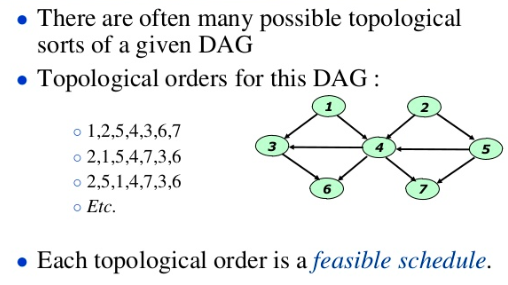 • There are often many possible topological
sorts of a given DAG
• Topological orders for this DAG :
○ 1,2,5,4,3,6,7
○ 2,1,5,4,7,3,6
○ 2,5,1,4,7,3,6
○ Etc.
1
2
3
4
5
6
7
• Each topological order is a feasible schedule.